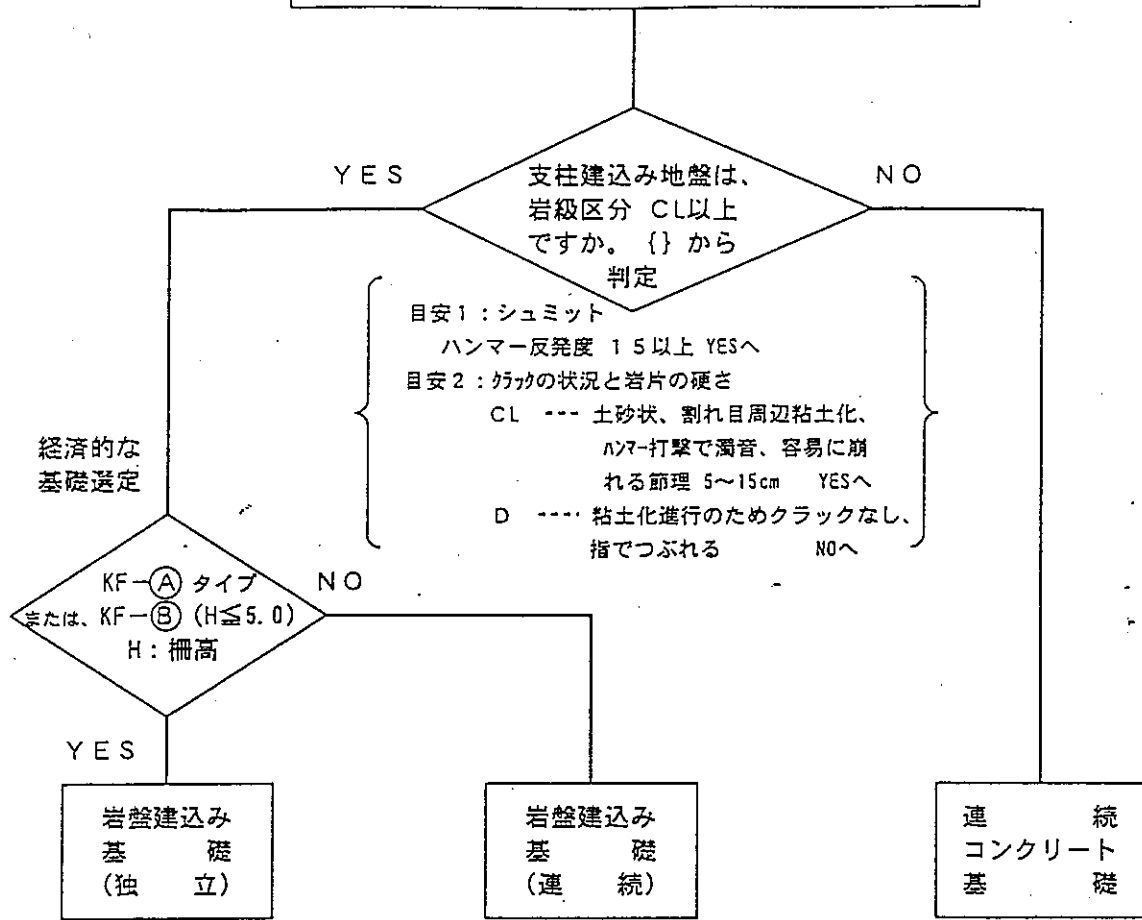 YES
NO
支柱建込み地盤は、
岩級区分 CL以上
ですか。{} から
判定
目安1:シュミット
ハンマー反発度 15以上 YESへ
目安2:クラックの状況と岩片の硬さ
CL --- 土砂状、割れ目周辺粘土化、
ハンマー打撃で濁音、容易に崩
れる節理 5~15cm YESへ
D ---- 粘土化進行のためクラックなし、
指でつぶれる NOへ
経済的な
基礎選定
KF-Ⓐ タイプ
または、KF-Ⓑ (H≦5.0)
H:柵高
NO
YES
岩盤建込み
基 礎
(独 立)
岩盤建込み
基 礎
(連 続)
連 続
コンクリート
基 礎